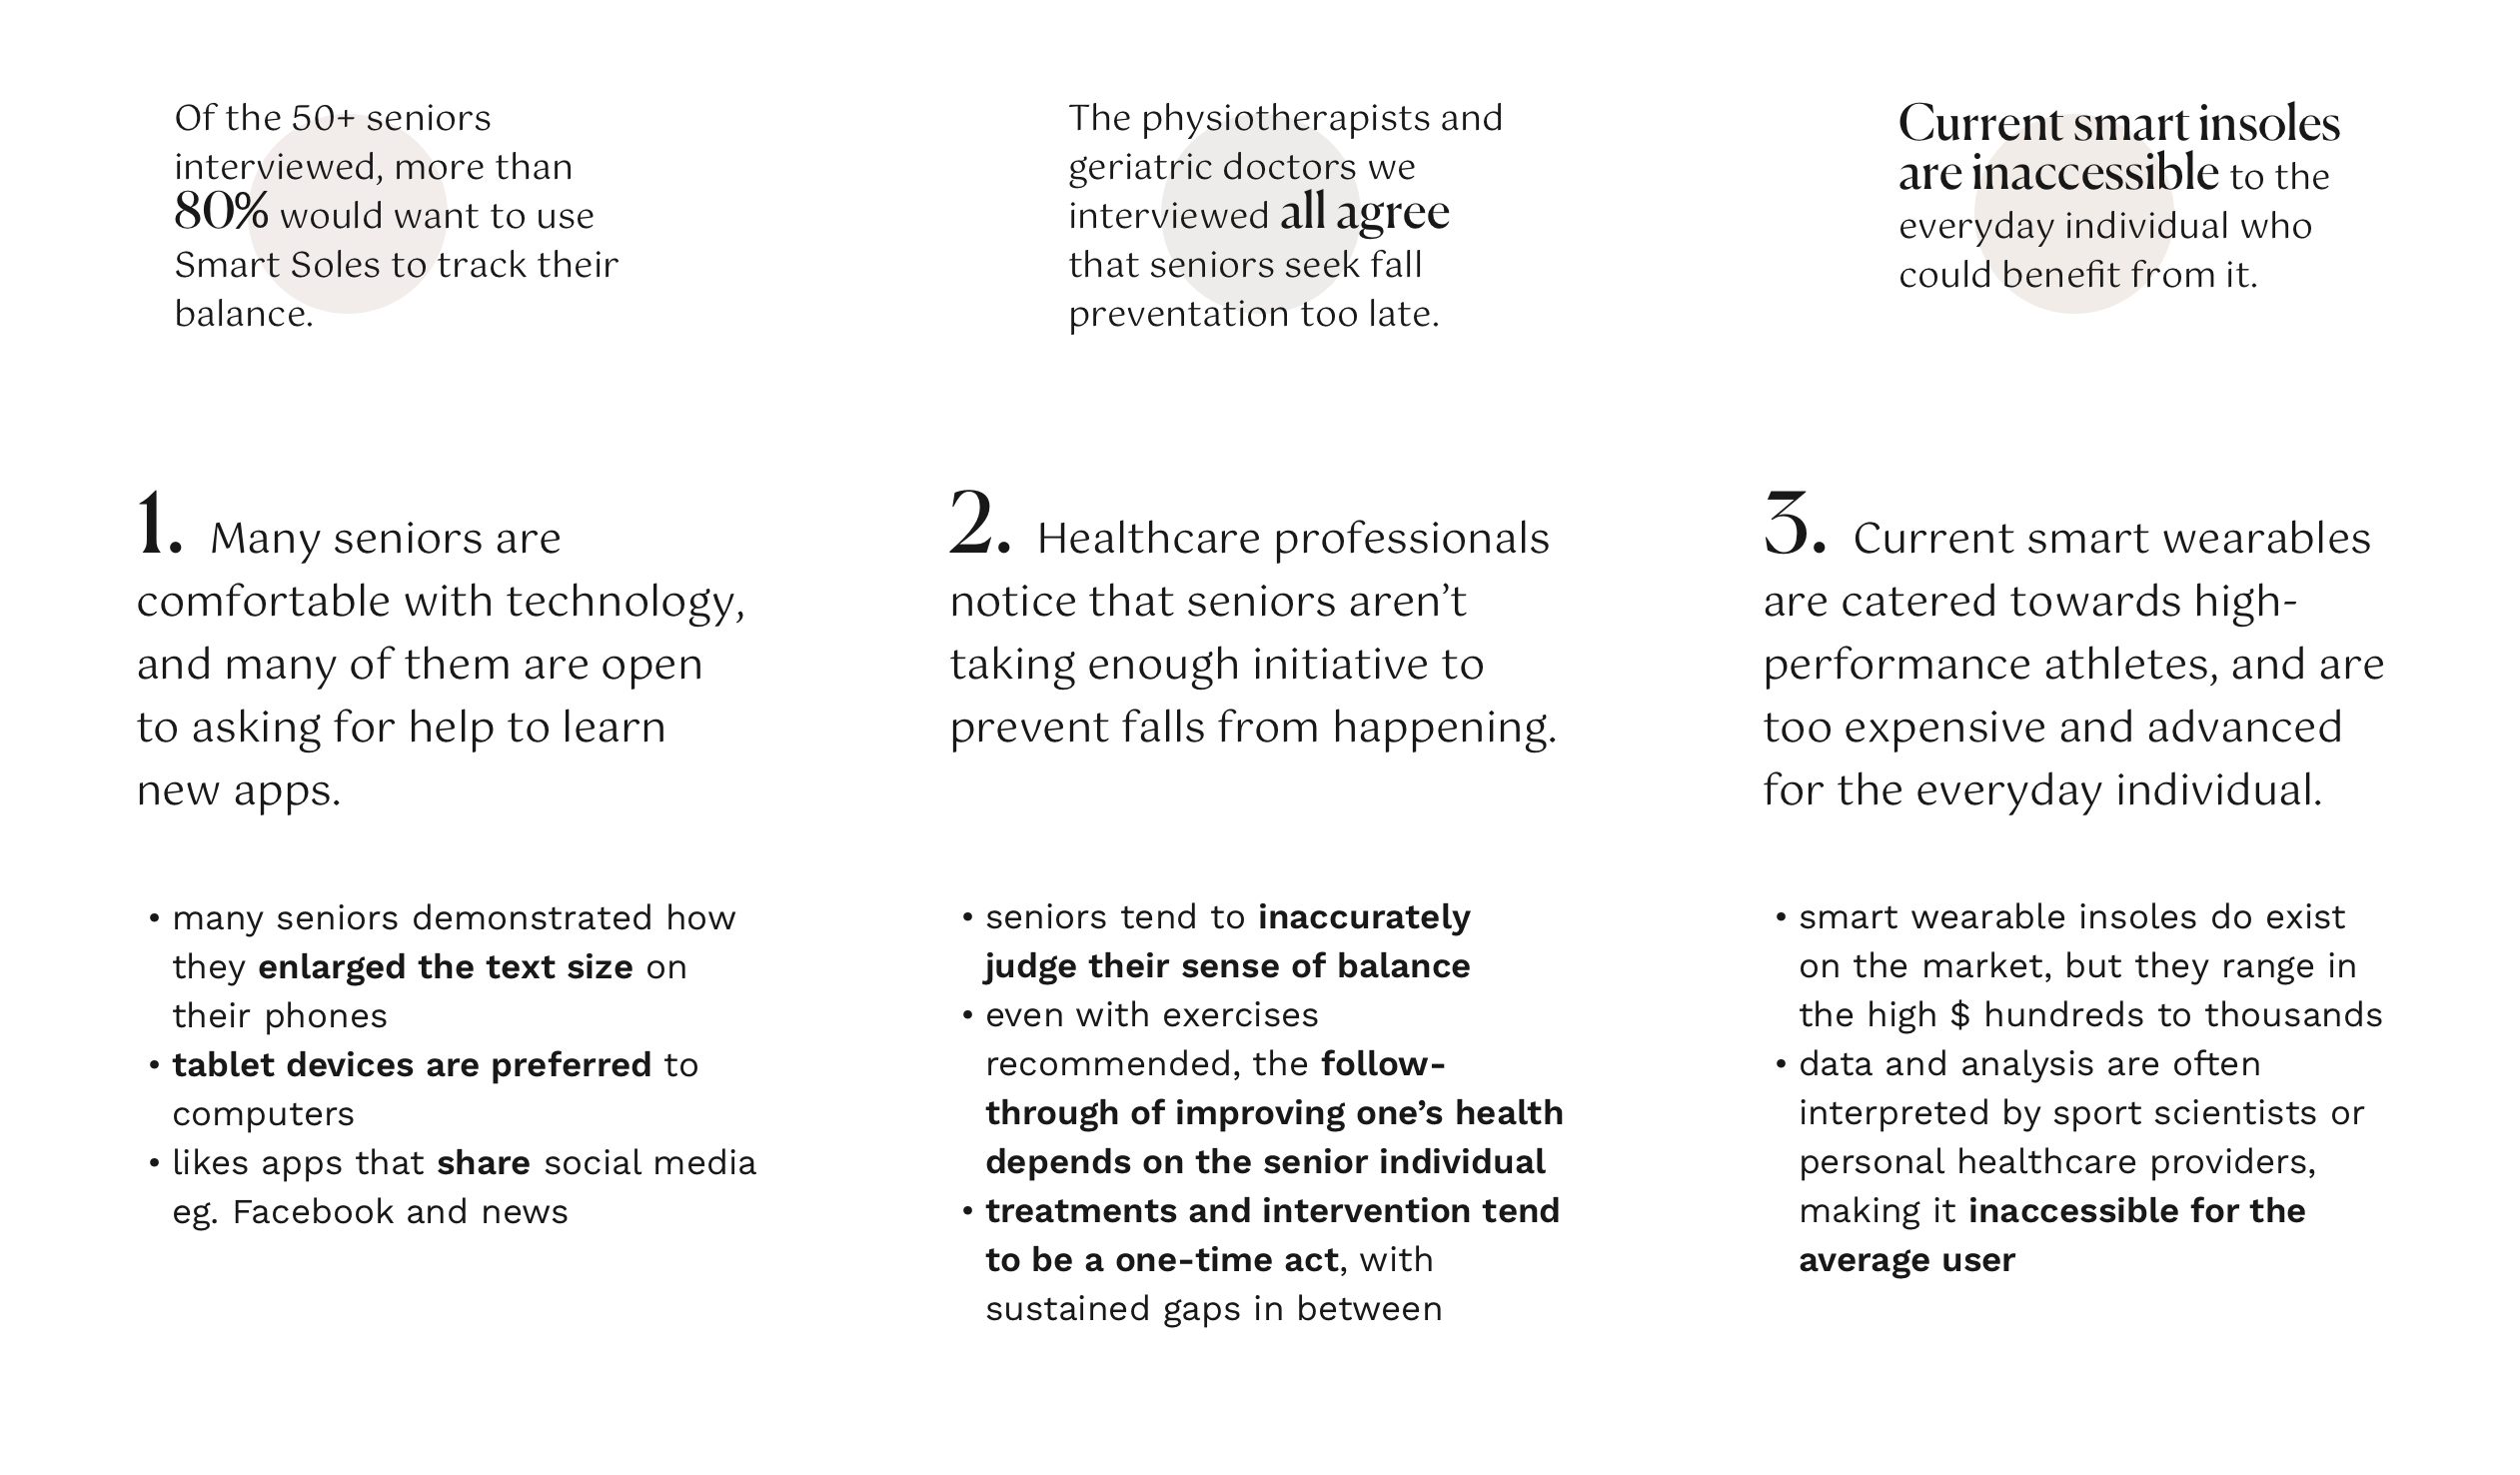 Of the 50+ seniors
interviewed, more than
80% would want to use
Smart Soles to track their
balance.
The physiotherapists and
geriatric doctors we
interviewed all agree
that seniors seek fall
preventation too late.
Current smart insoles
are inaccessible to the
everyday individual who
could benefit from it.
1. Many seniors are
comfortable with technology,
and many of them are open
to asking for help to learn
new apps.
• many seniors demonstrated how
they enlarged the text size on
their phones
• tablet devices are preferred to
computers
• likes apps that share social media
eg. Facebook and news
2. Healthcare professionals
notice that seniors aren’t
taking enough initiative to
prevent falls from happening.
• seniors tend to inaccurately
judge their sense of balance
• even with exercises
recommended, the follow-
through of improving one’s health
depends on the senior individual
• treatments and intervention tend
to be a one-time act, with
sustained gaps in between
3. Current smart wearables
are catered towards high-
performance athletes, and are
too expensive and advanced
for the everyday individual.
• smart wearable insoles do exist
on the market, but they range in
the high $ hundreds to thousands
• data and analysis are often
interpreted by sport scientists or
personal healthcare providers,
making it inaccessible for the
average user